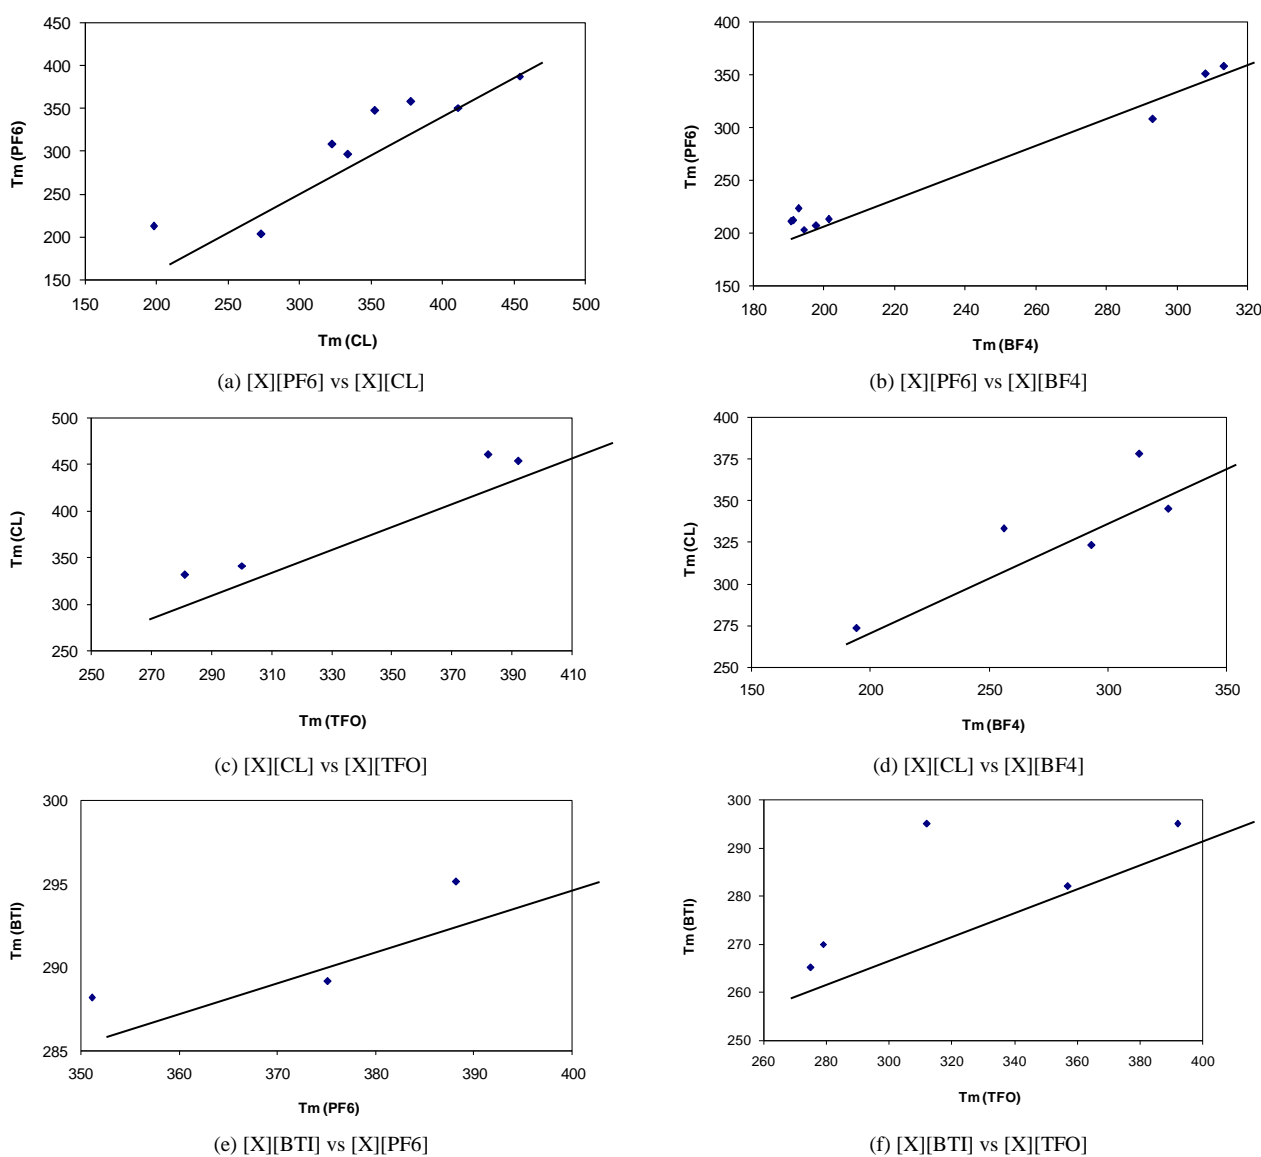 450
400
350
300
250
200
150
Tm (PF6)
150 200 250 300 350 400 450 500
Tm (CL)
(a) [X][PF6] vs [X][CL]
400
350
300
250
200
150
Tm (PF6)
180 200 220 240 260 280 300 320
Tm (BF4)
(b) [X][PF6] vs [X][BF4]
500
450
400
350
300
250
Tm (CL)
250 270 290 310 330 350 370 390 410
Tm (TFO)
(c) [X][CL] vs [X][TFO]
400
375
350
325
300
275
250
Tm (CL)
150 200 250 300 350
Tm (BF4)
(d) [X][CL] vs [X][BF4]
300
295
290
285
Tm (BTI)
350 360 370 380 390 400
Tm (PF6)
(e) [X][BTI] vs [X][PF6]
300
290
280
270
260
250
Tm (BTI)
260 280 300 320 340 360 380 400
Tm (TFO)
(f) [X][BTI] vs [X][TFO]